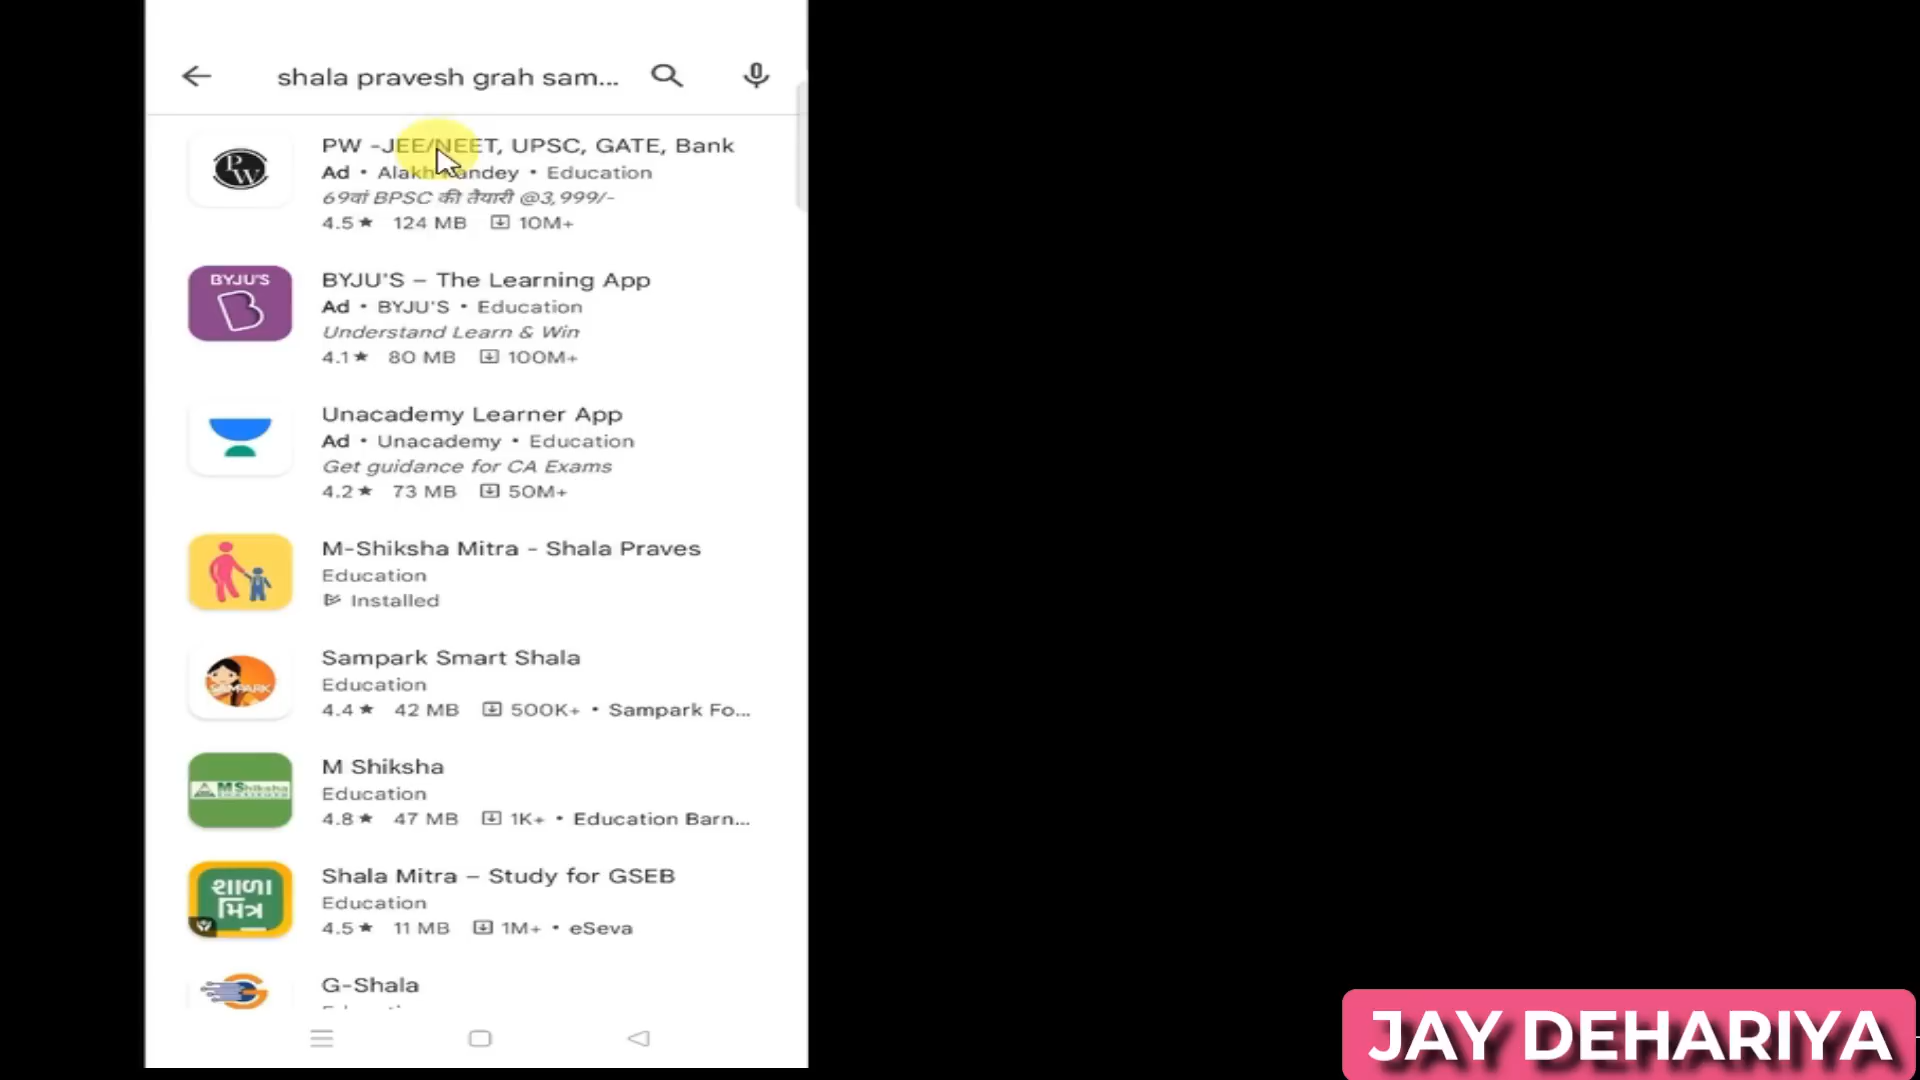 shala pravesh grah sam...
PW -JEE/NEET, UPSC, GATE, Bank
Ad • Alakh Pandey • Education
69वां BPSC की तैयारी @3,999/-
4.5★ 124 MB 10M+
BYJU'S
BYJU'S – The Learning App
Ad • BYJU'S • Education
Understand Learn & Win
4.1★ 80 MB 100M+
Unacademy Learner App
Ad • Unacademy • Education
Get guidance for CA Exams
4.2★ 73 MB 50M+
M-Shiksha Mitra - Shala Praves
Education
Installed
SAMPARK
Sampark Smart Shala
Education
4.4★ 42 MB 500K+ • Sampark Fo...
MShiksha
M Shiksha
Education
4.8★ 47 MB 1K+ • Education Barn...
શાળા
મિત્ર
Shala Mitra – Study for GSEB
Education
4.5★ 11 MB 1M+ • eSeva
G-Shala
JAY DEHARIYA